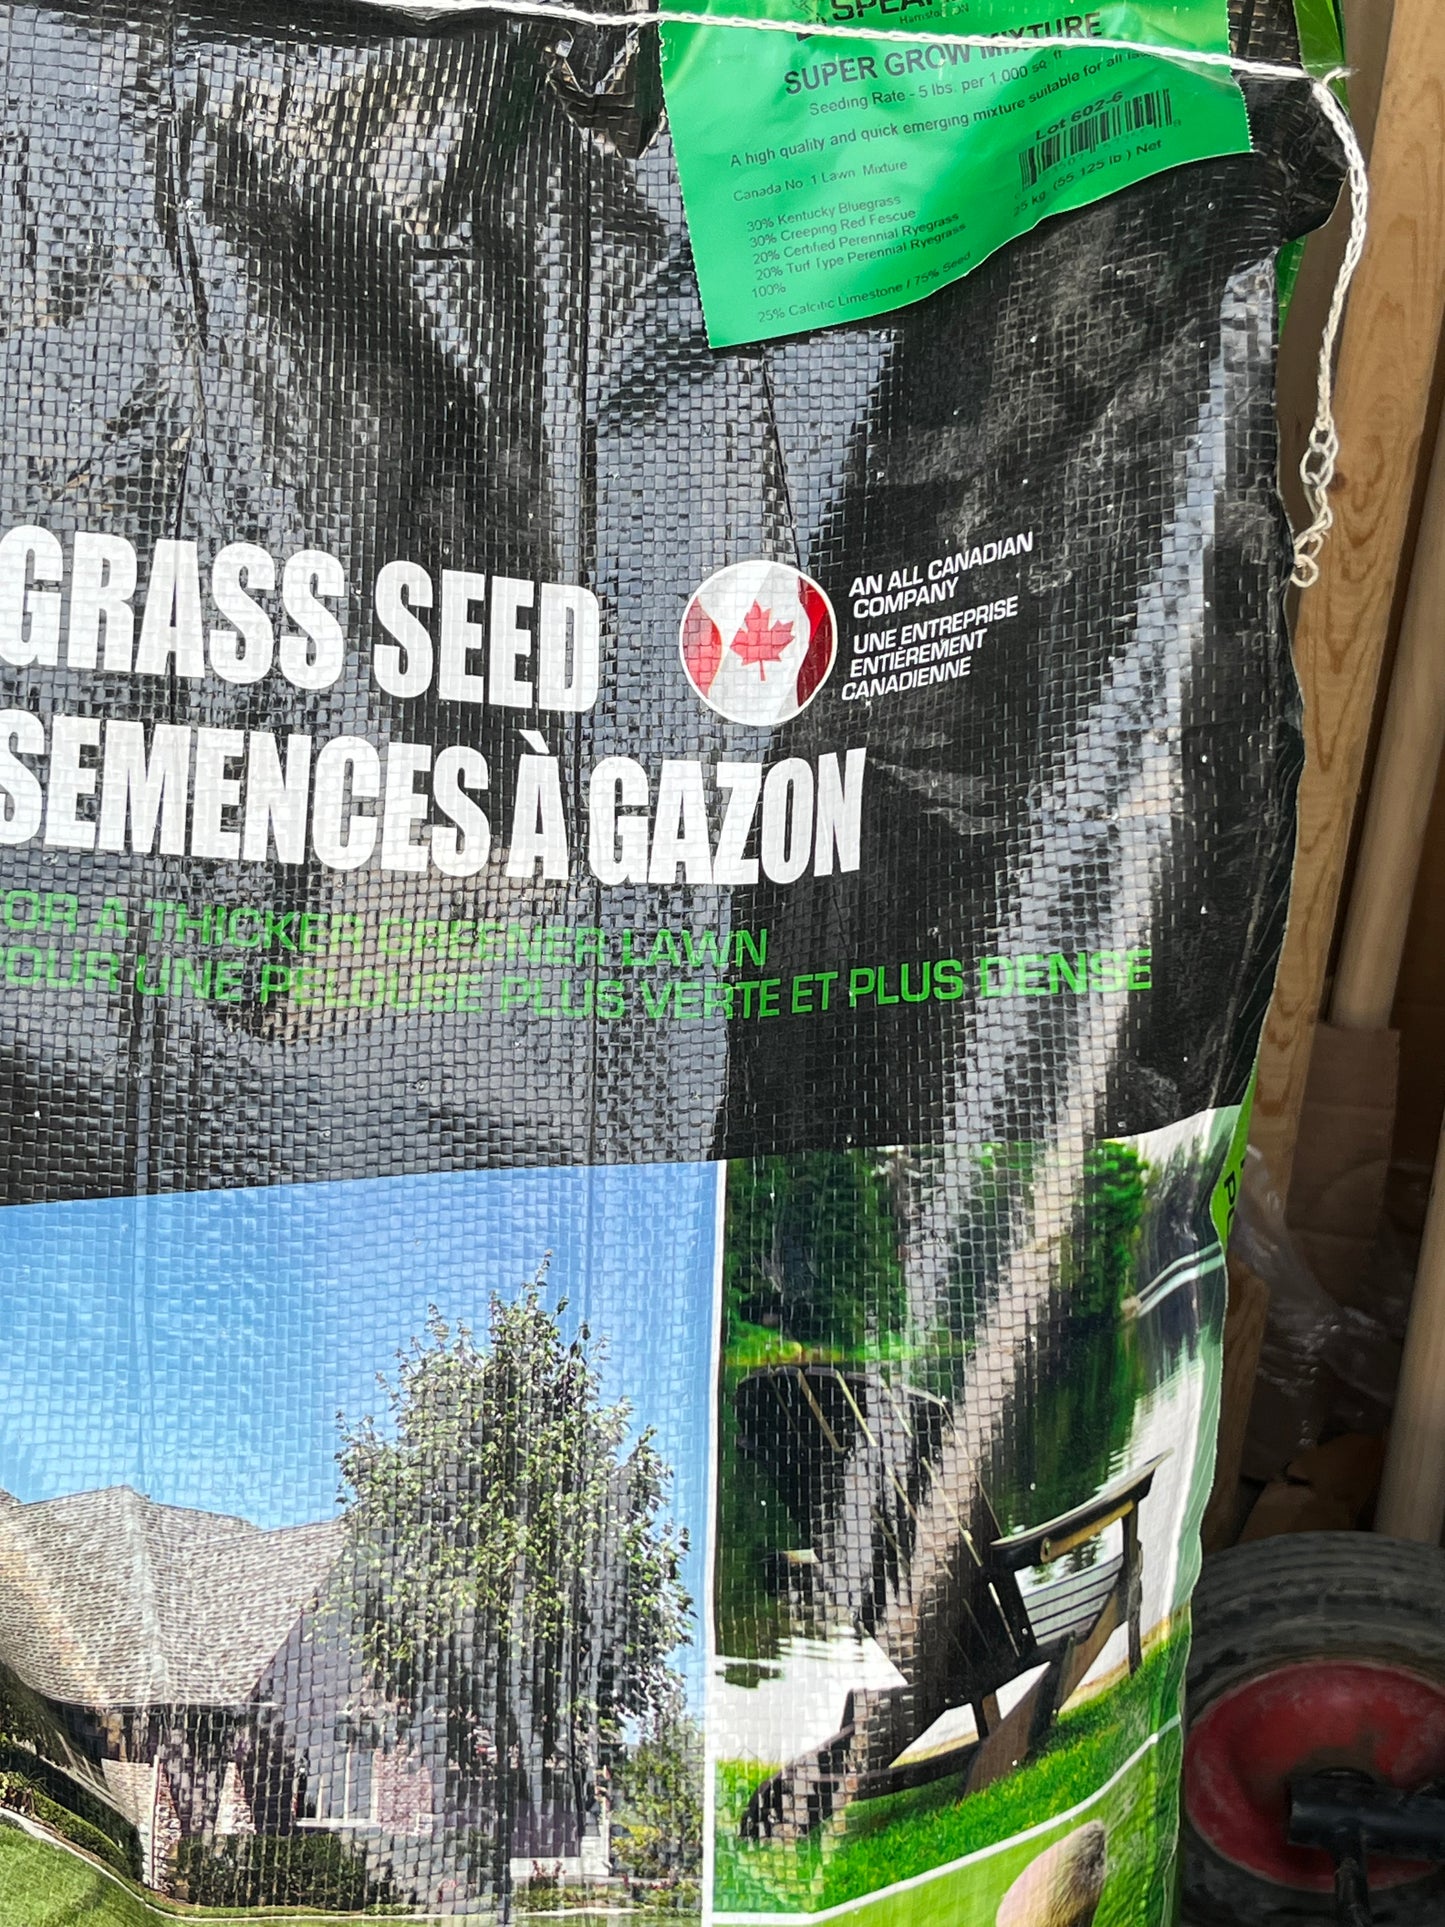 SUPER GROW MIXTURE
Seeding Rate - 5 lbs. per 1,000 sq ft
A high quality and quick emerging mixture suitable for all
Lot 602-6
Canada No 1 Lawn Mixture
25 kg (55.125 lb) Net
30% Kentucky Bluegrass
30% Creeping Red Fescue
20% Certified Perennial Ryegrass
20% Turf Type Perennial Ryegrass
100%
25% Calcitic Limestone / 75% Seed
GRASS SEED
AN ALL CANADIAN
COMPANY
UNE ENTREPRISE
ENTIÈREMENT
CANADIENNE
SEMENCES À GAZON
OR A THICKER GREENER LAWN
POUR UNE PELOUSE PLUS VERTE ET PLUS DENSE